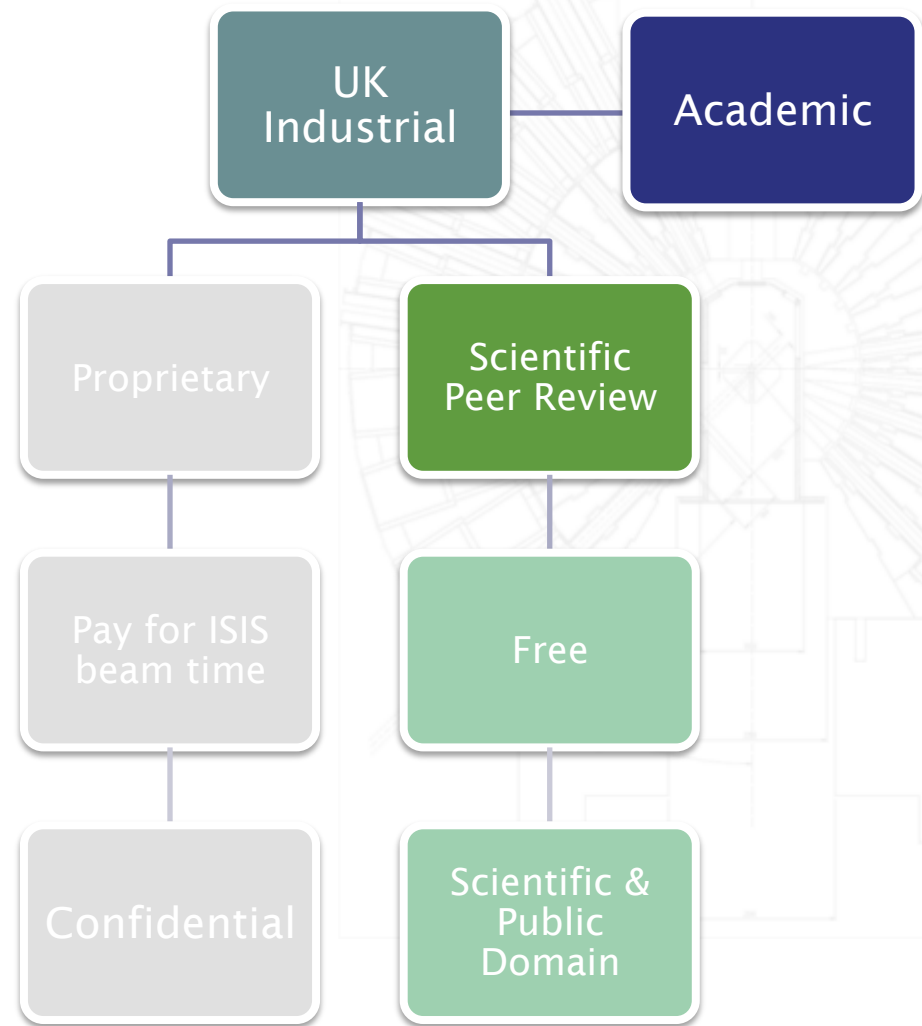 UK
Industrial
Academic
Proprietary
Scientific
Peer Review
Pay for ISIS
beam time
Free
Confidential
Scientific &
Public
Domain